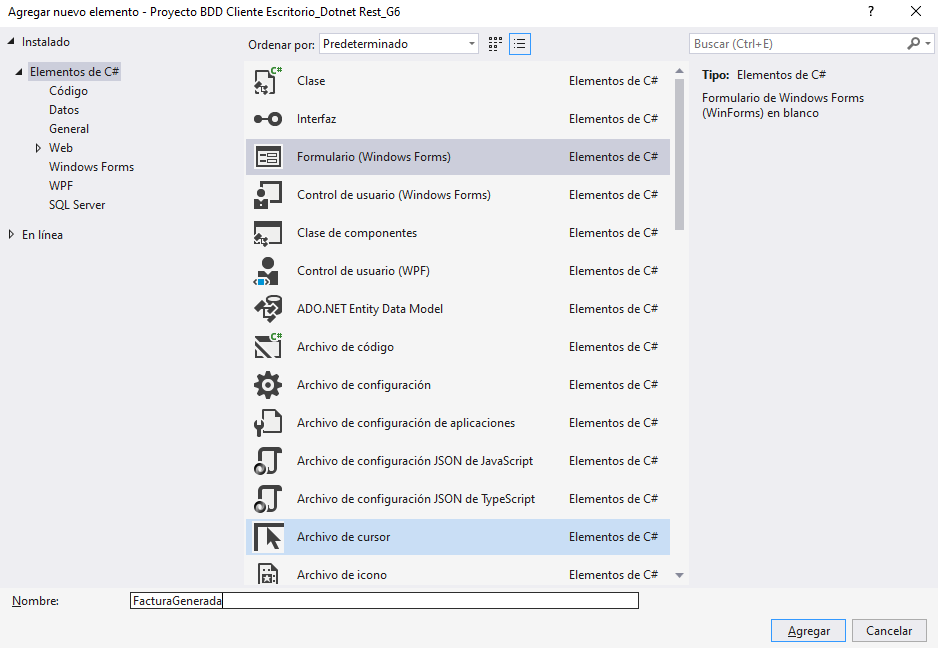 Agregar nuevo elemento - Proyecto BDD Cliente Escritorio_Dotnet Rest_G6
?
Instalado
Elementos de C#
Código
Datos
General
Web
Windows Forms
WPF
SQL Server
En línea
Ordenar por: Predeterminado
Buscar (Ctrl+E)
C# Clase Elementos de C#
Interfaz Elementos de C#
Formulario (Windows Forms) Elementos de C#
Control de usuario (Windows Forms) Elementos de C#
Clase de componentes Elementos de C#
Control de usuario (WPF) Elementos de C#
ADO.NET Entity Data Model Elementos de C#
C# Archivo de código Elementos de C#
Archivo de configuración Elementos de C#
Archivo de configuración de aplicaciones Elementos de C#
Archivo de configuración JSON de JavaScript Elementos de C#
Archivo de configuración JSON de TypeScript Elementos de C#
Archivo de cursor Elementos de C#
Archivo de icono Elementos de C#
Tipo: Elementos de C#
Formulario de Windows Forms
(WinForms) en blanco
Nombre: FacturaGenerada
Agregar Cancelar